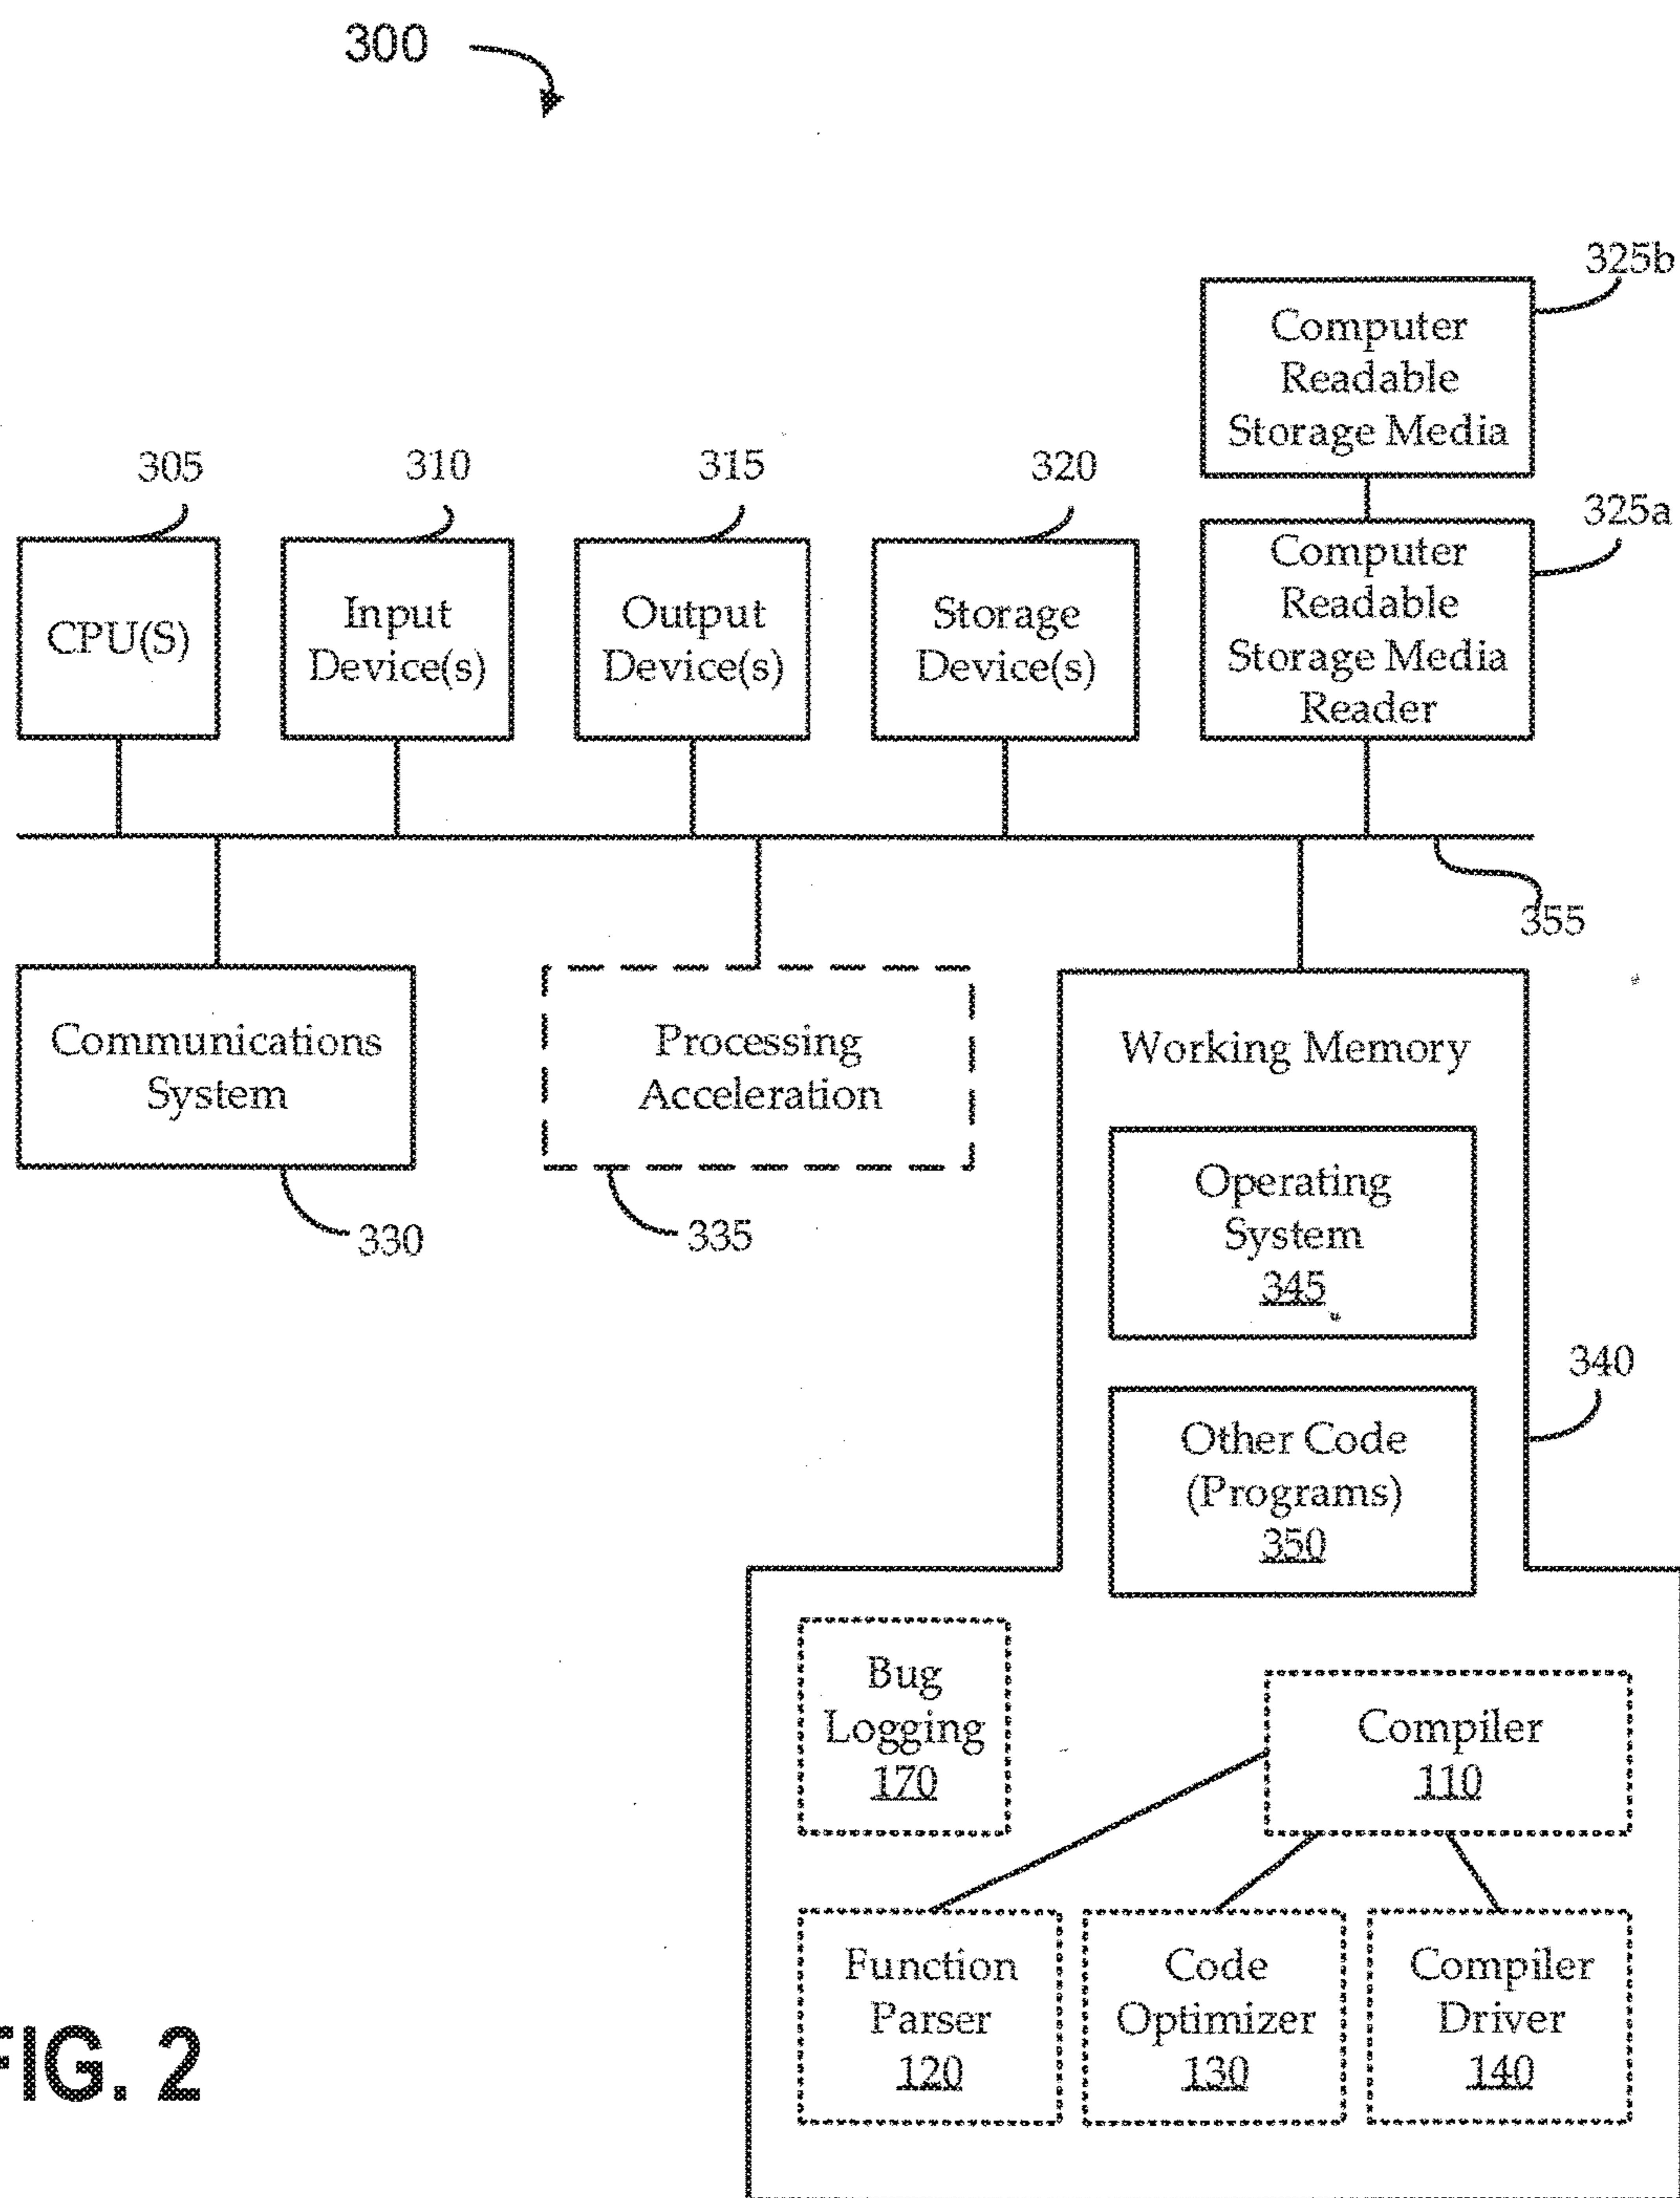 300
325b
Computer
Readable
Storage Media
305
310
315
320
325a
CPU(S)
Input
Device(s)
Output
Device(s)
Storage
Device(s)
Computer
Readable
Storage Media
Reader
355
Communications
System
Processing
Acceleration
Working Memory
330
335
Operating
System
345
340
Other Code
(Programs)
350
Bug
Logging
170
Compiler
110
Function
Parser
120
Code
Optimizer
130
Compiler
Driver
140
FIG. 2